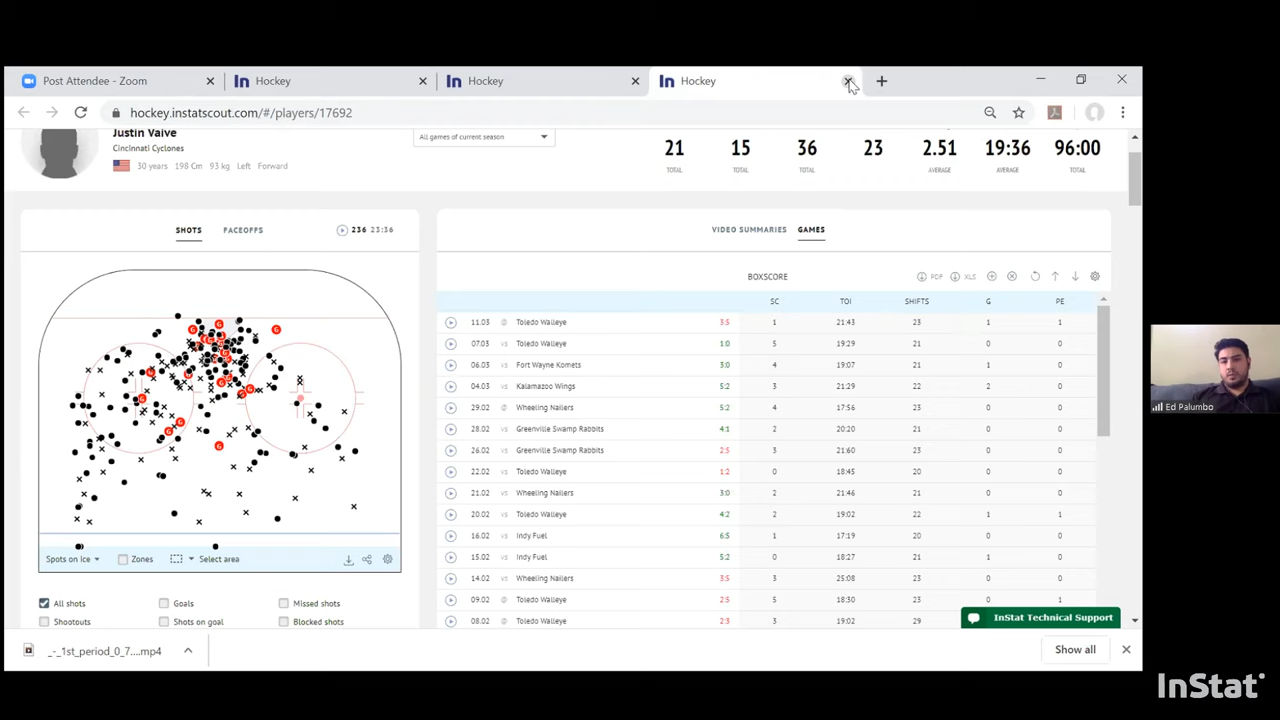 Post Attendee - Zoom
In Hockey
In Hockey
In Hockey
hockey.instatscout.com/#/players/17692
Justin Vaive
Cincinnati Cyclones
30 years 198 Cm 93 kg Left Forward
All games of current season
21 15 36 23 2.51 19:36 96:00
TOTAL TOTAL TOTAL AVERAGE AVERAGE TOTAL
SHOTS FACEOFFS 236 23:36
VIDEO SUMMARIES GAMES
BOXSCORE PDF XLS
SC TOI SHIFTS G PE
11.03 @ Toledo Walleye 3:5 1 21:43 23 1 1
07.03 vs Toledo Walleye 1:0 5 19:29 21 0 0
06.03 vs Fort Wayne Komets 3:0 4 19:07 21 1 0
04.03 @ Kalamazoo Wings 5:2 3 21:29 22 2 0
29.02 @ Wheeling Nailers 5:2 4 17:56 23 0 0
28.02 vs Greenville Swamp Rabbits 4:1 2 20:20 21 0 0
26.02 vs Greenville Swamp Rabbits 2:5 3 21:60 23 0 0
22.02 vs Toledo Walleye 1:2 0 18:45 20 0 0
21.02 vs Wheeling Nailers 3:0 2 21:46 21 0 0
20.02 vs Toledo Walleye 4:2 2 19:02 22 1 1
16.02 vs Indy Fuel 6:5 1 17:19 20 0 0
15.02 vs Indy Fuel 5:2 0 18:27 21 1 0
14.02 vs Wheeling Nailers 3:5 3 25:08 23 0 0
09.02 @ Toledo Walleye 2:5 5 18:30 23 0 1
08.02 @ Toledo Walleye 2:3 3 19:02 29
Spots on Ice Zones Select area
All shots Goals Missed shots
Shootouts Shots on goal Blocked shots
InStat Technical Support
_-_1st_period_0_7....mp4
Show all
Ed Palumbo
InStat